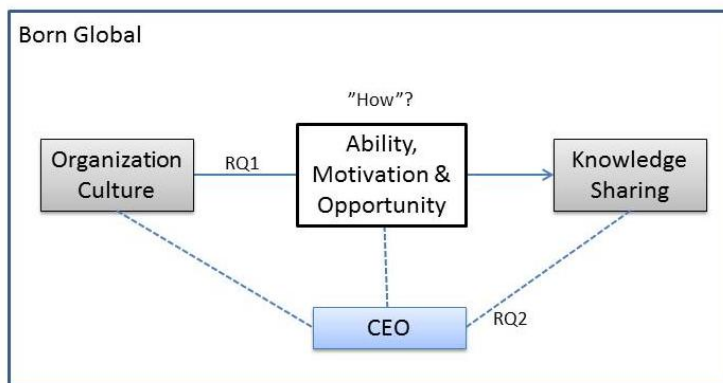 Born Global
"How"?
Organization
Culture
RQ1
Ability,
Motivation &
Opportunity
Knowledge
Sharing
CEO
RQ2